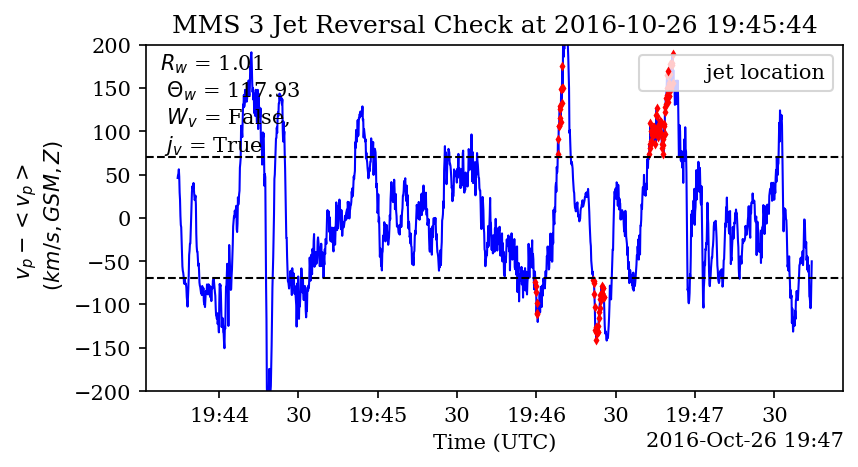 MMS 3 Jet Reversal Check at 2016-10-26 19:45:44
200
150
100
50
0
−50
−100
−150
−200
v_p − <v_p>
(km/s, GSM, Z)
R_w = 1.01
Θ_w = 117.93
W_v = False,
j_v = True
jet location
19:44 30 19:45 30 19:46 30 19:47 30
Time (UTC)
2016-Oct-26 19:47